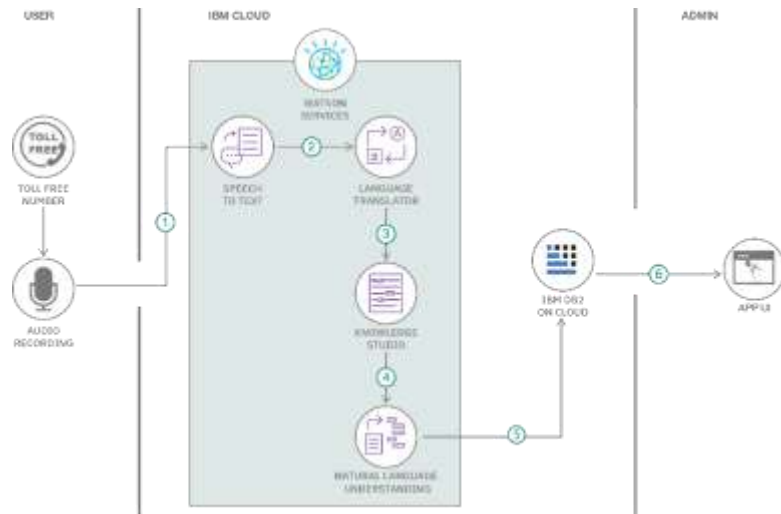 USER
IBM CLOUD
ADMIN
WATSON
SERVICES
TOLL
FREE
TOLL FREE
NUMBER
SPEECH
TO TEXT
2
LANGUAGE
TRANSLATOR
1
3
AUDIO
RECORDING
KNOWLEDGE
STUDIO
IBM DB2
ON CLOUD
6
APP UI
4
NATURAL LANGUAGE
UNDERSTANDING
5